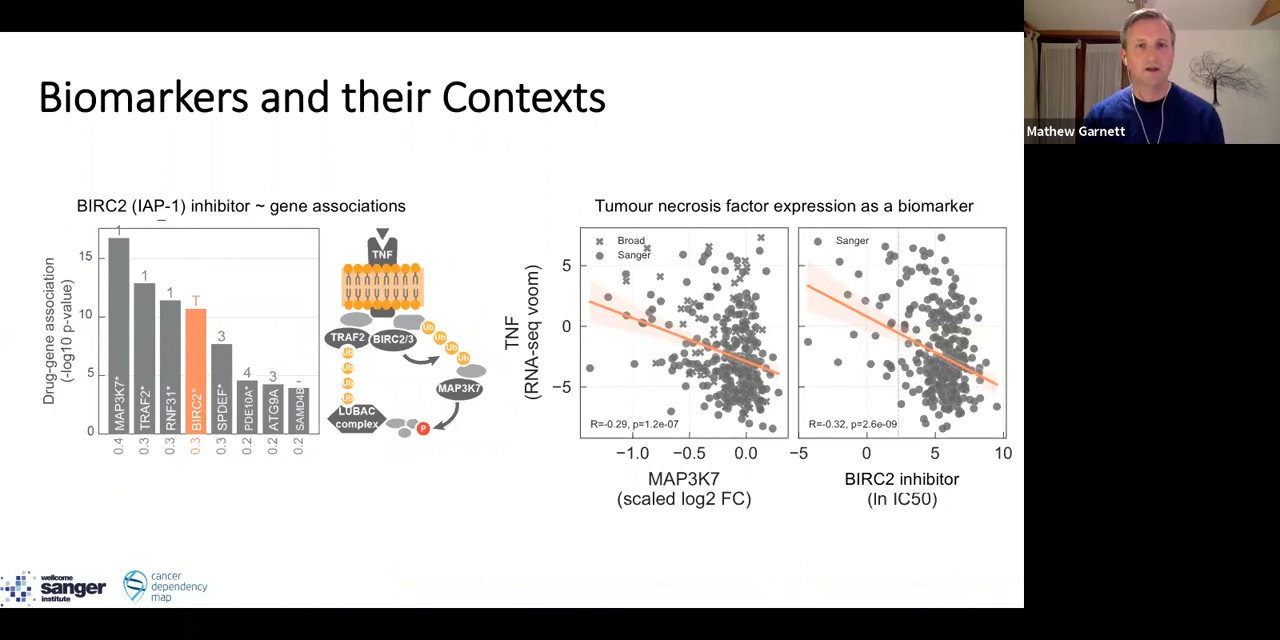 Biomarkers and their Contexts
Mathew Garnett
BIRC2 (IAP-1) inhibitor ~ gene associations
Drug-gene association
(-log10 p-value)
15
10
5
0
1
1
1
T
3
4
3
MAP3K7*
TRAF2*
RNF31*
BIRC2*
SPDEF*
PDE10A*
ATG9A
SAMD4B
0.4
0.3
0.3
0.3
0.3
0.2
0.2
0.2
TNF
TRAF2
BIRC2/3
Ub
Ub
Ub
Ub
Ub
Ub
Ub
Ub
MAP3K7
LUBAC
complex
P
Tumour necrosis factor expression as a biomarker
TNF
(RNA-seq voom)
5
0
−5
Broad
Sanger
R=-0.29, p=1.2e-07
−1.0
−0.5
0.0
MAP3K7
(scaled log2 FC)
Sanger
5
0
−5
R=-0.32, p=2.6e-09
−5
0
5
10
BIRC2 inhibitor
(ln IC50)
wellcome
sanger
institute
cancer
dependency
map